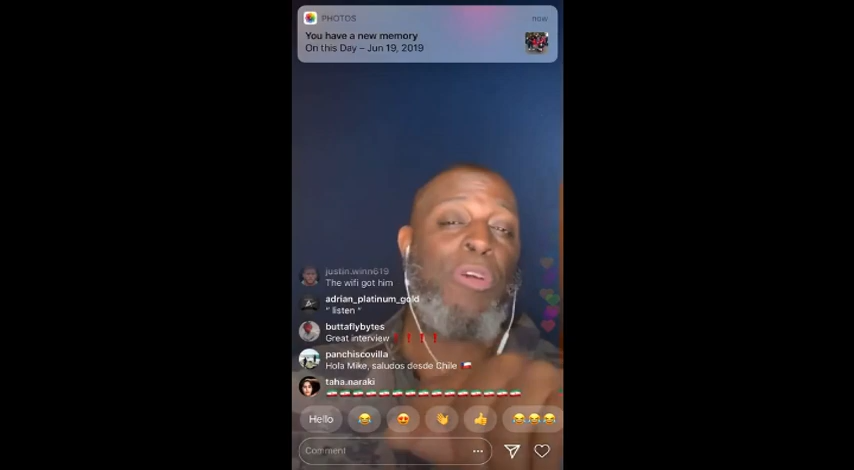 PHOTOS
now
You have a new memory
On this Day – Jun 19, 2019
justin.winn619
The wifi got him
adrian_platinum_gold
“ listen “
buttaflybytes
Great interview❗❗❗❗
panchiscovilla
Hola Mike, saludos desde Chile 🇨🇱
taha.naraki
🇮🇷🇮🇷🇮🇷🇮🇷🇮🇷🇮🇷🇮🇷🇮🇷🇮🇷🇮🇷🇮🇷🇮🇷🇮🇷🇮🇷🇮🇷
Hello 😂 😍 👏 👍 😂😂😂
Comment